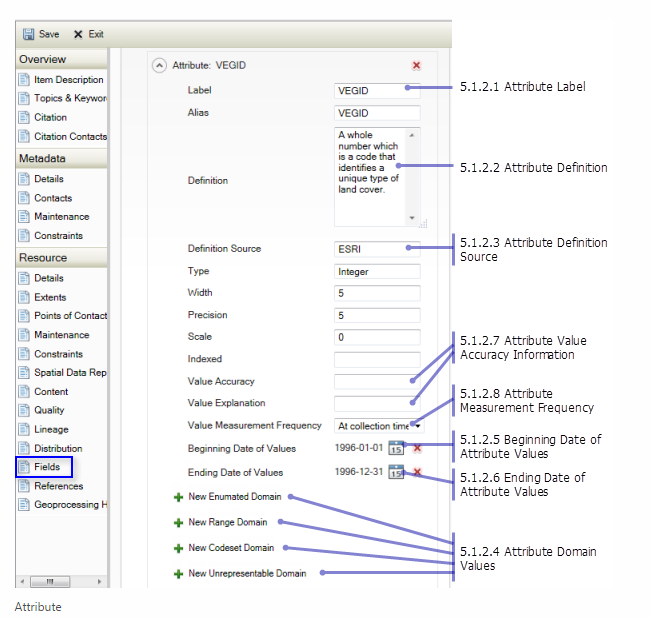 Save Exit
Overview
Item Description
Topics & Keywor
Citation
Citation Contacts
Metadata
Details
Contacts
Maintenance
Constraints
Resource
Details
Extents
Points of Contact
Maintenance
Constraints
Spatial Data Rep
Content
Quality
Lineage
Distribution
Fields
References
Geoprocessing H
Attribute: VEGID
Label VEGID
Alias VEGID
Definition
A whole
number which
is a code that
identifies a
unique type of
land cover.
Definition Source ESRI
Type Integer
Width 5
Precision 5
Scale 0
Indexed
Value Accuracy
Value Explanation
Value Measurement Frequency At collection time
Beginning Date of Values 1996-01-01 15
Ending Date of Values 1996-12-31 15
New Enumated Domain
New Range Domain
New Codeset Domain
New Unrepresentable Domain
5.1.2.1 Attribute Label
5.1.2.2 Attribute Definition
5.1.2.3 Attribute Definition
Source
5.1.2.7 Attribute Value
Accuracy Information
5.1.2.8 Attribute
Measurement Frequency
5.1.2.5 Beginning Date of
Attribute Values
5.1.2.6 Ending Date of
Attribute Values
5.1.2.4 Attribute Domain
Values
Attribute